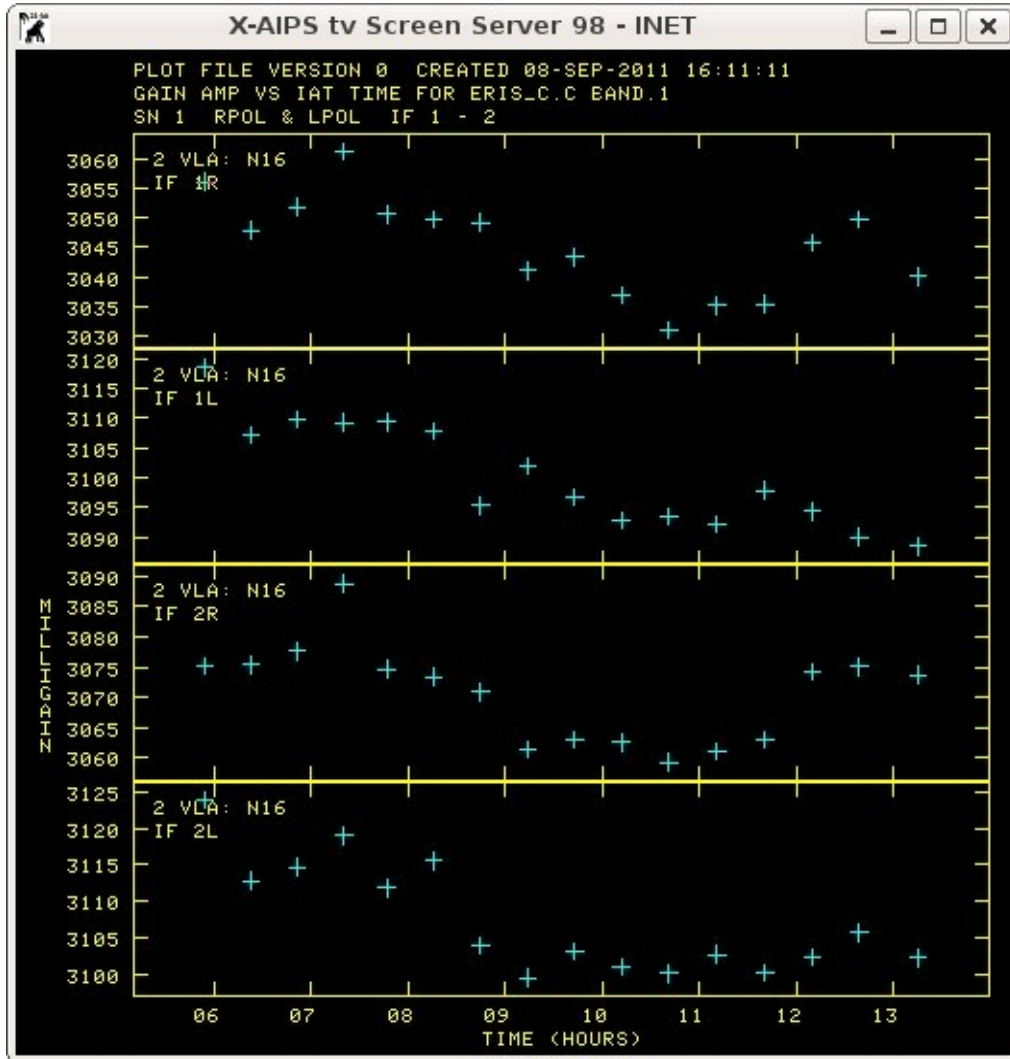 X-AIPS tv Screen Server 98 - INET
PLOT FILE VERSION 0 CREATED 08-SEP-2011 16:11:11
GAIN AMP VS IAT TIME FOR ERIS_C.C BAND.1
SN 1 RPOL & LPOL IF 1 - 2
3060
3055
3050
3045
3040
3035
3030
2 VLA: N16
IF 1R
3120
3115
3110
3105
3100
3095
3090
2 VLA: N16
IF 1L
3090
3085
3080
3075
3070
3065
3060
2 VLA: N16
IF 2R
MILLIGAIN
3125
3120
3115
3110
3105
3100
2 VLA: N16
IF 2L
06 07 08 09 10 11 12 13
TIME (HOURS)